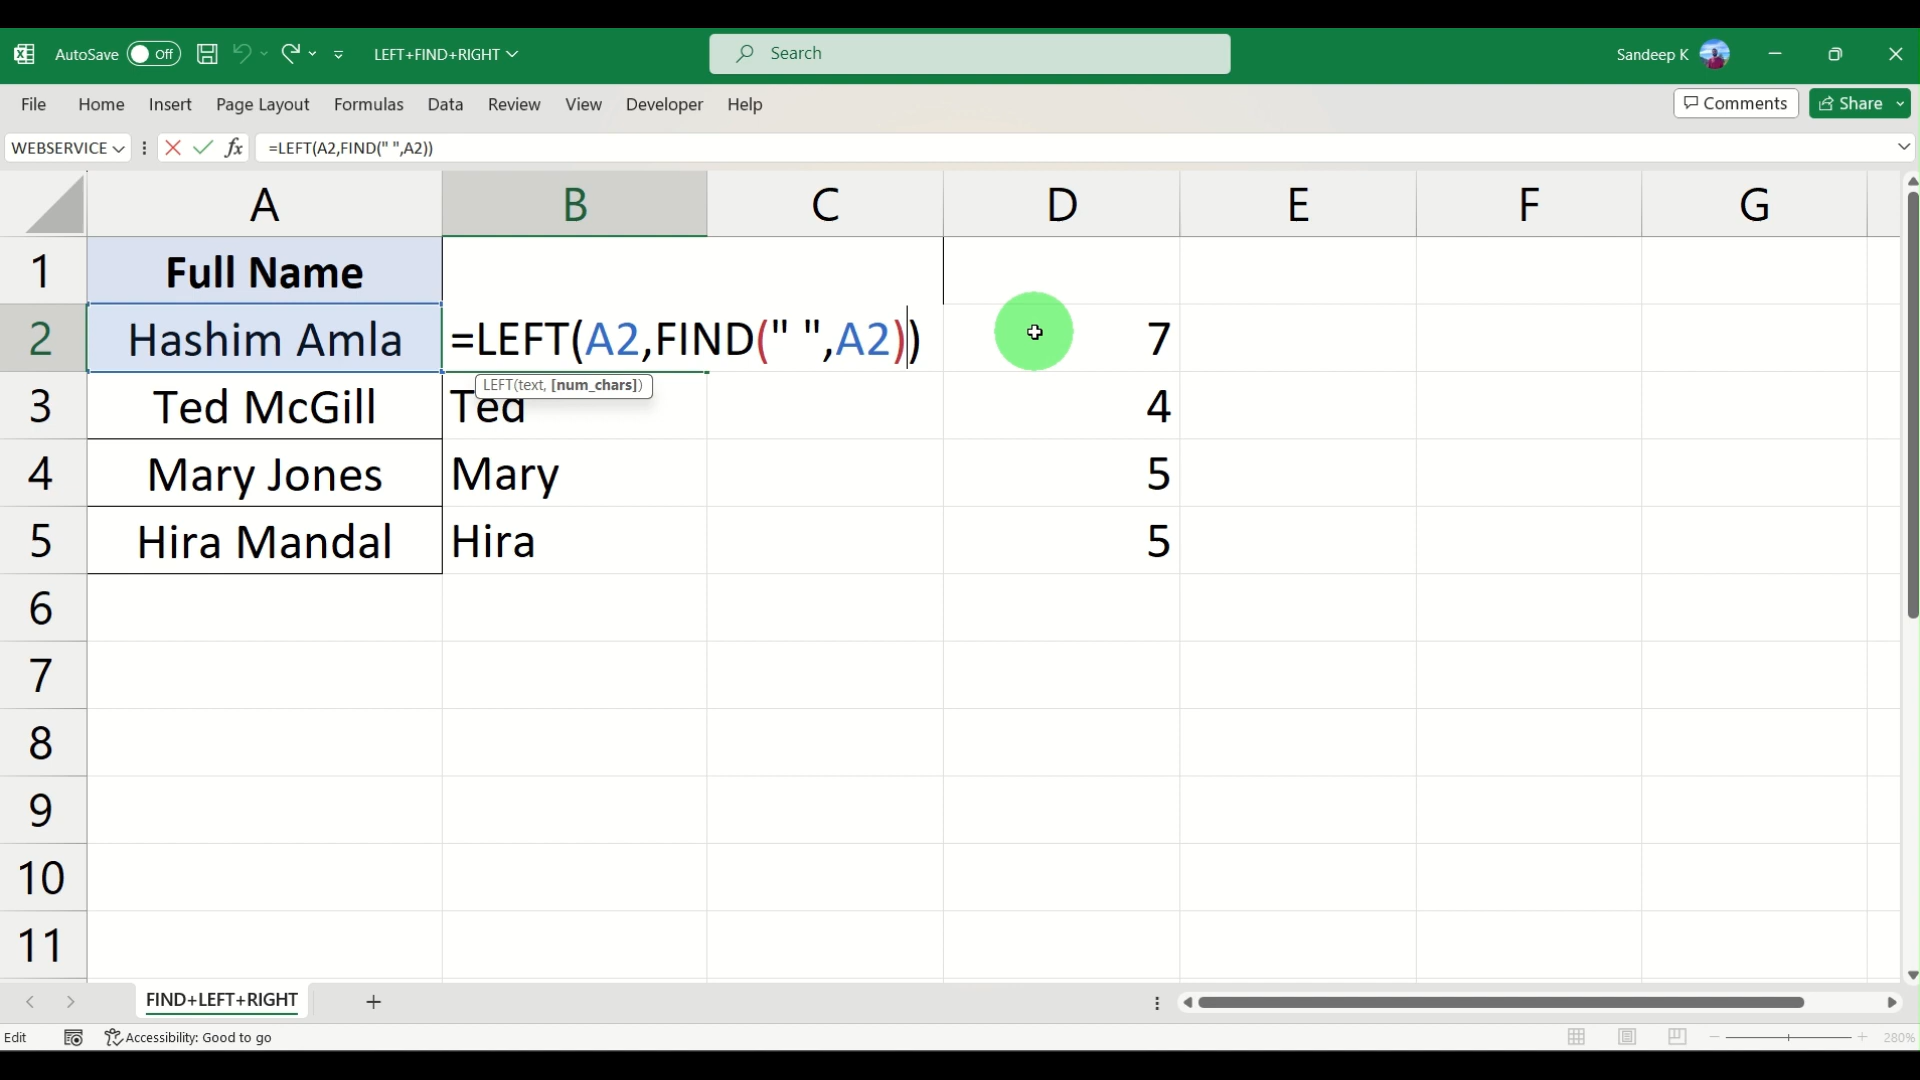 AutoSave Off LEFT+FIND+RIGHT Search Sandeep K
File Home Insert Page Layout Formulas Data Review View Developer Help Comments Share
WEBSERVICE fx =LEFT(A2,FIND(" ",A2))
A B C D E F G
1 Full Name
2 Hashim Amla =LEFT(A2,FIND(" ",A2)) 7
LEFT(text, [num_chars])
3 Ted McGill Ted 4
4 Mary Jones Mary 5
5 Hira Mandal Hira 5
6
7
8
9
10
11
FIND+LEFT+RIGHT
Edit Accessibility: Good to go 280%